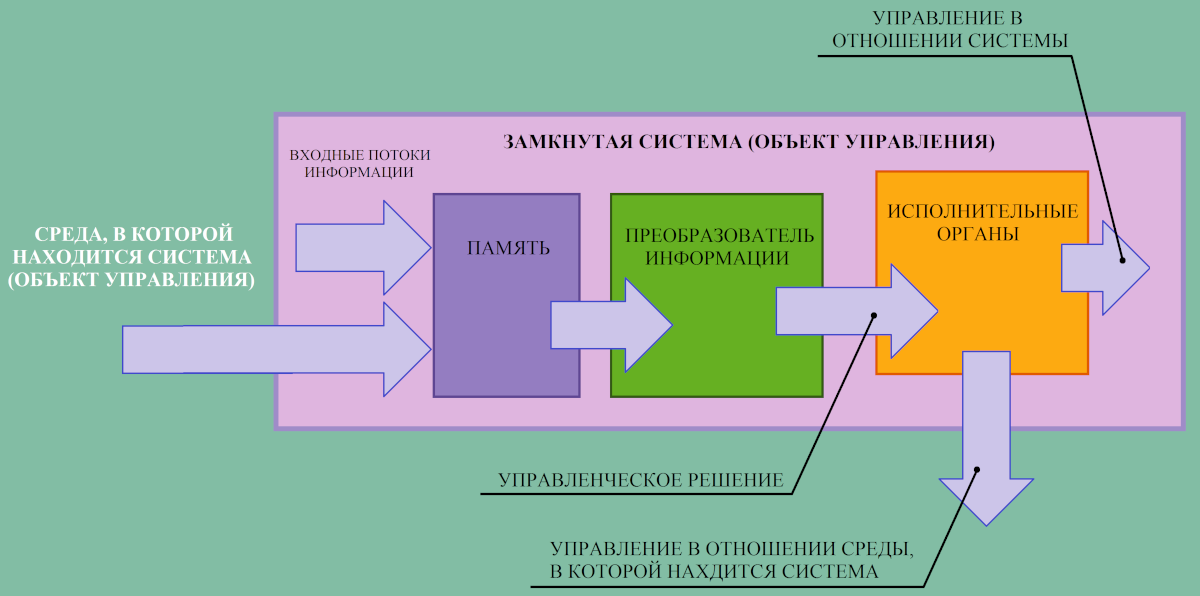 УПРАВЛЕНИЕ В
ОТНОШЕНИИ СИСТЕМЫ
ЗАМКНУТАЯ СИСТЕМА (ОБЪЕКТ УПРАВЛЕНИЯ)
ВХОДНЫЕ ПОТОКИ
ИНФОРМАЦИИ
СРЕДА, В КОТОРОЙ
НАХОДИТСЯ СИСТЕМА
(ОБЪЕКТ УПРАВЛЕНИЯ)
ПАМЯТЬ
ПРЕОБРАЗОВАТЕЛЬ
ИНФОРМАЦИИ
ИСПОЛНИТЕЛЬНЫЕ
ОРГАНЫ
УПРАВЛЕНЧЕСКОЕ РЕШЕНИЕ
УПРАВЛЕНИЕ В ОТНОШЕНИИ СРЕДЫ,
В КОТОРОЙ НАХДИТСЯ СИСТЕМА